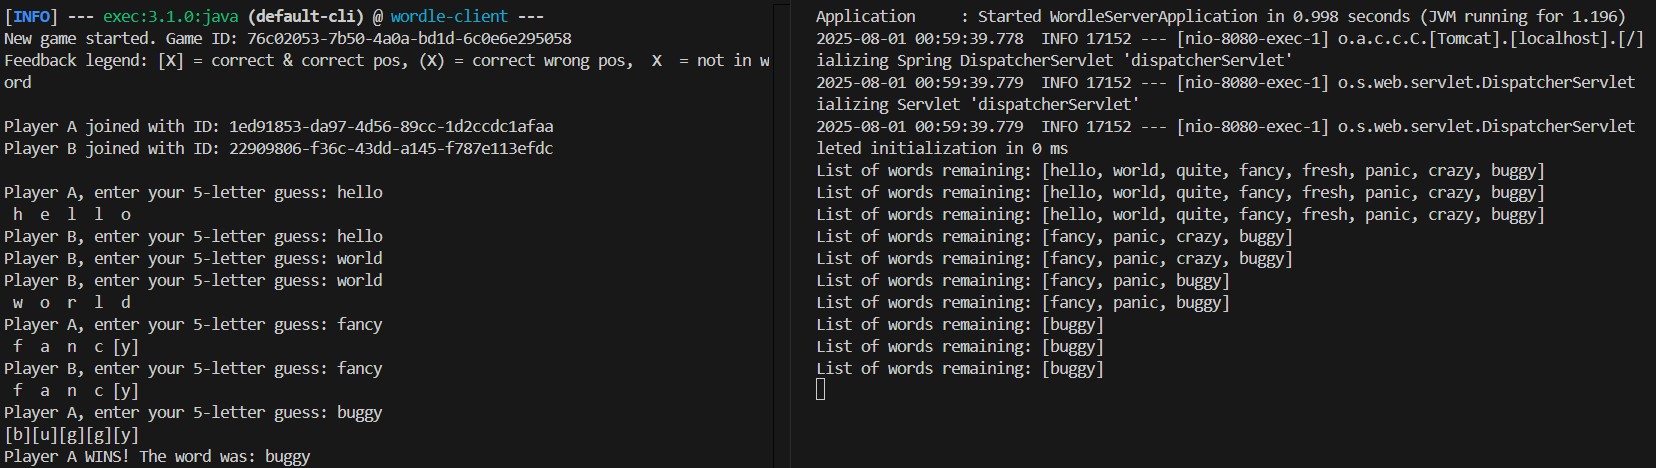 [INFO] --- exec:3.1.0:java (default-cli) @ wordle-client ---
New game started. Game ID: 76c02053-7b50-4a0a-bd1d-6c0e6e295058
Feedback legend: [X] = correct & correct pos, (X) = correct wrong pos,  X  = not in w
ord
Player A joined with ID: 1ed91853-da97-4d56-89cc-1d2ccdc1afaa
Player B joined with ID: 22909806-f36c-43dd-a145-f787e113efdc
Player A, enter your 5-letter guess: hello
 h  e  l  l  o
Player B, enter your 5-letter guess: hello
Player B, enter your 5-letter guess: world
Player B, enter your 5-letter guess: world
 w  o  r  l  d
Player A, enter your 5-letter guess: fancy
 f  a  n  c [y]
Player B, enter your 5-letter guess: fancy
 f  a  n  c [y]
Player A, enter your 5-letter guess: buggy
[b][u][g][g][y]
Player A WINS! The word was: buggy
Application     : Started WordleServerApplication in 0.998 seconds (JVM running for 1.196)
2025-08-01 00:59:39.778  INFO 17152 --- [nio-8080-exec-1] o.a.c.c.C.[Tomcat].[localhost].[/]
ializing Spring DispatcherServlet 'dispatcherServlet'
2025-08-01 00:59:39.779  INFO 17152 --- [nio-8080-exec-1] o.s.web.servlet.DispatcherServlet
ializing Servlet 'dispatcherServlet'
2025-08-01 00:59:39.779  INFO 17152 --- [nio-8080-exec-1] o.s.web.servlet.DispatcherServlet
leted initialization in 0 ms
List of words remaining: [hello, world, quite, fancy, fresh, panic, crazy, buggy]
List of words remaining: [hello, world, quite, fancy, fresh, panic, crazy, buggy]
List of words remaining: [hello, world, quite, fancy, fresh, panic, crazy, buggy]
List of words remaining: [fancy, panic, crazy, buggy]
List of words remaining: [fancy, panic, crazy, buggy]
List of words remaining: [fancy, panic, buggy]
List of words remaining: [fancy, panic, buggy]
List of words remaining: [buggy]
List of words remaining: [buggy]
List of words remaining: [buggy]